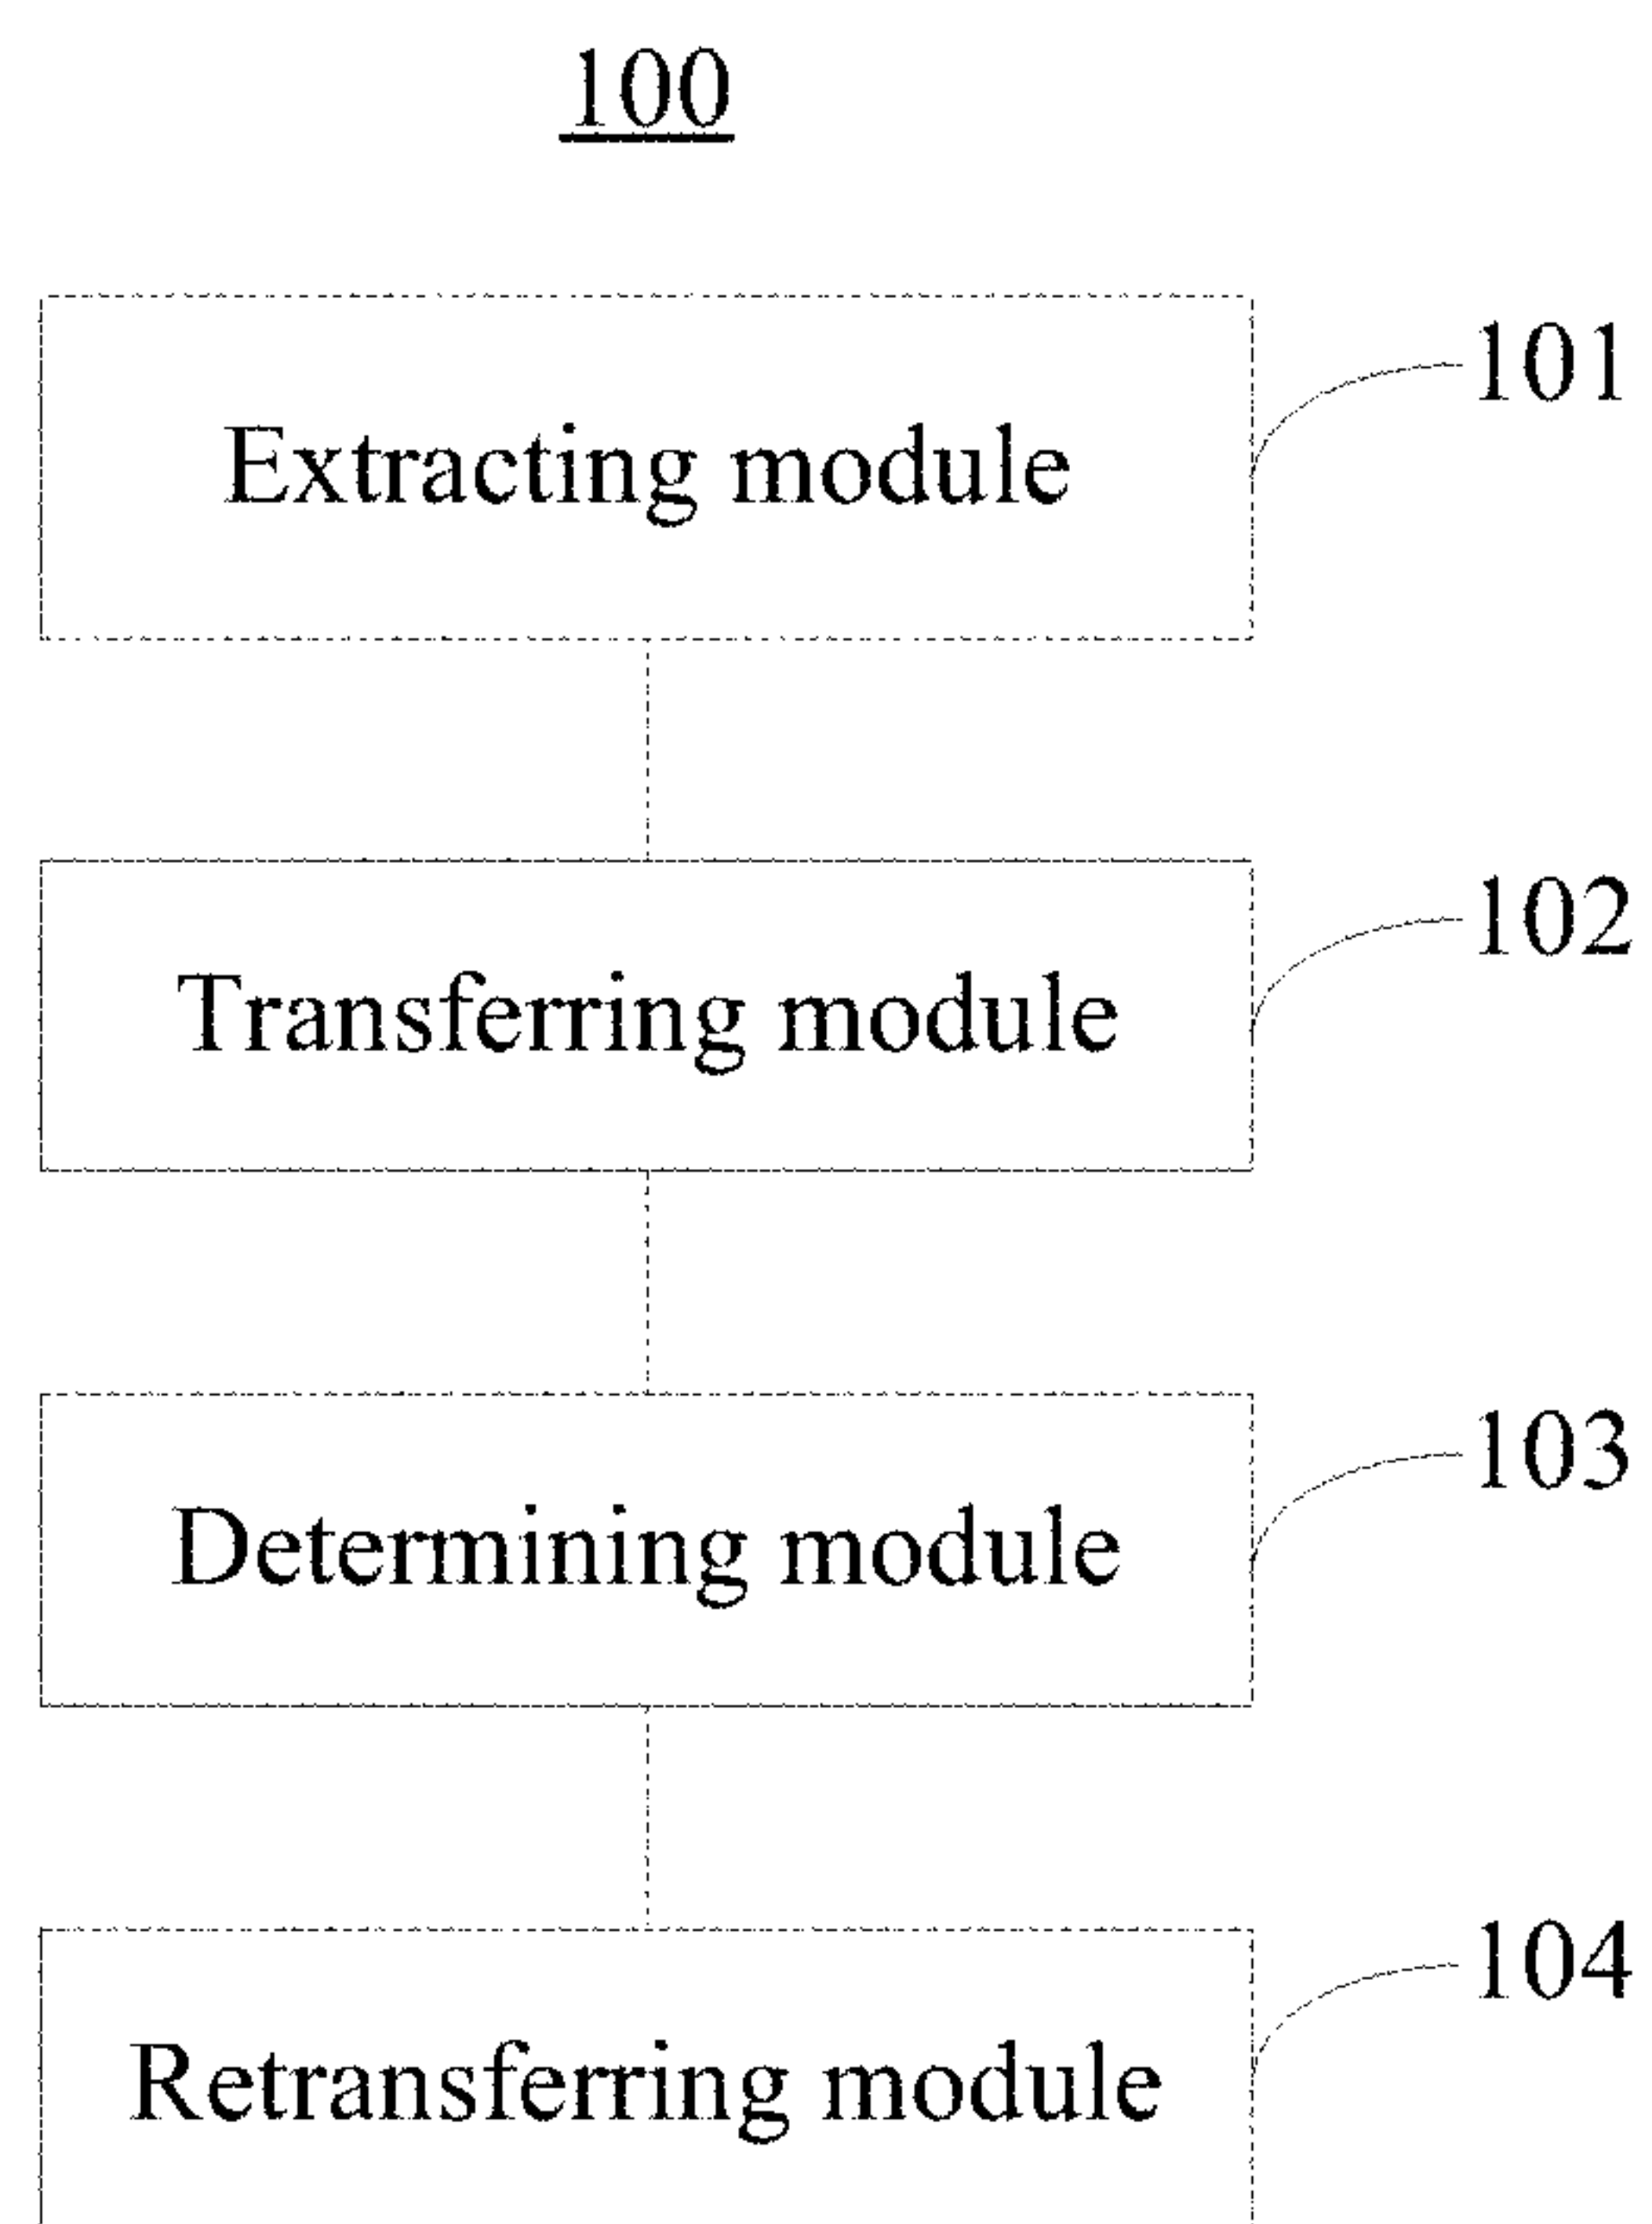 100
Extracting module 101
Transferring module 102
Determining module 103
Retransferring module 104